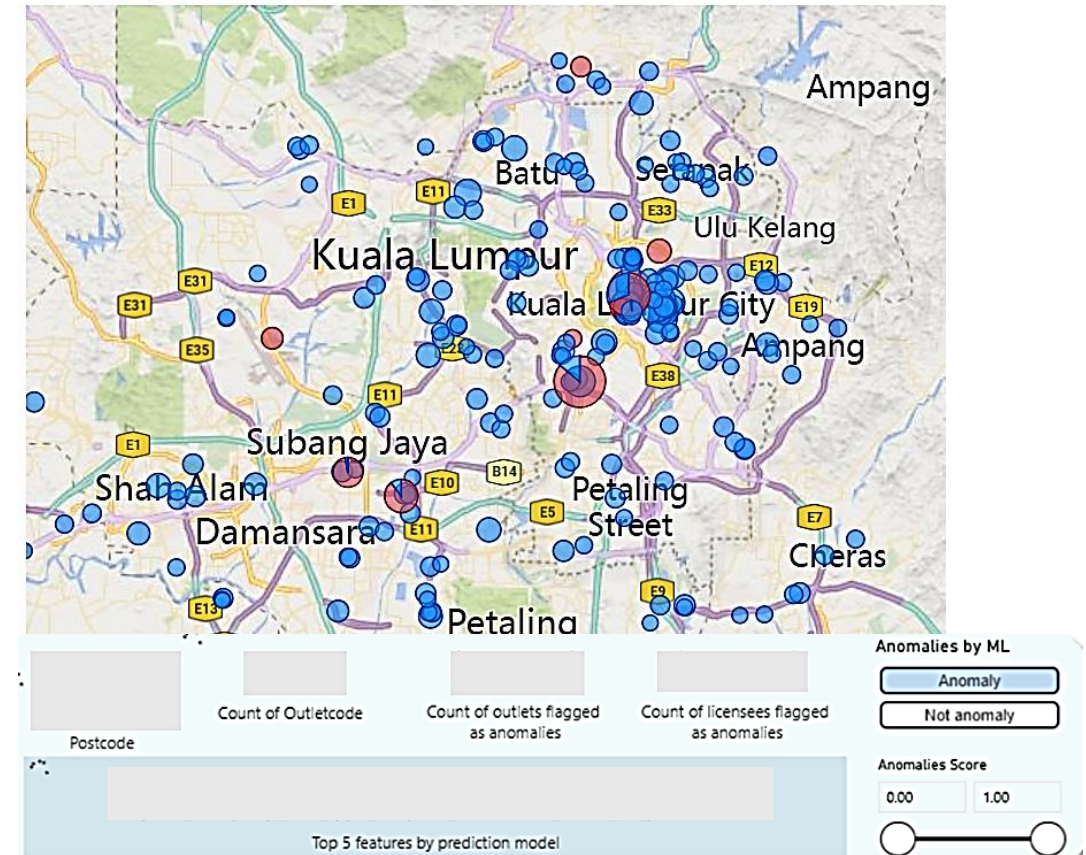 Ampang
Batu
Setapak
E11
E1
E33
Ulu Kelang
Kuala Lumpur
E12
E31
E31
Kuala L ur City
E19
E35
Ampang
E38
E11
E1
Subang Jaya
B14
E10
Shah Alam
Petaling
Street
E5
E7
Damansara
E11
Cheras
E9
E13
Petaling
Anomalies by ML
Anomaly
Not anomaly
Postcode
Count of Outletcode
Count of outlets flagged
as anomalies
Count of licensees flagged
as anomalies
Anomalies Score
0.00 1.00
Top 5 features by prediction model